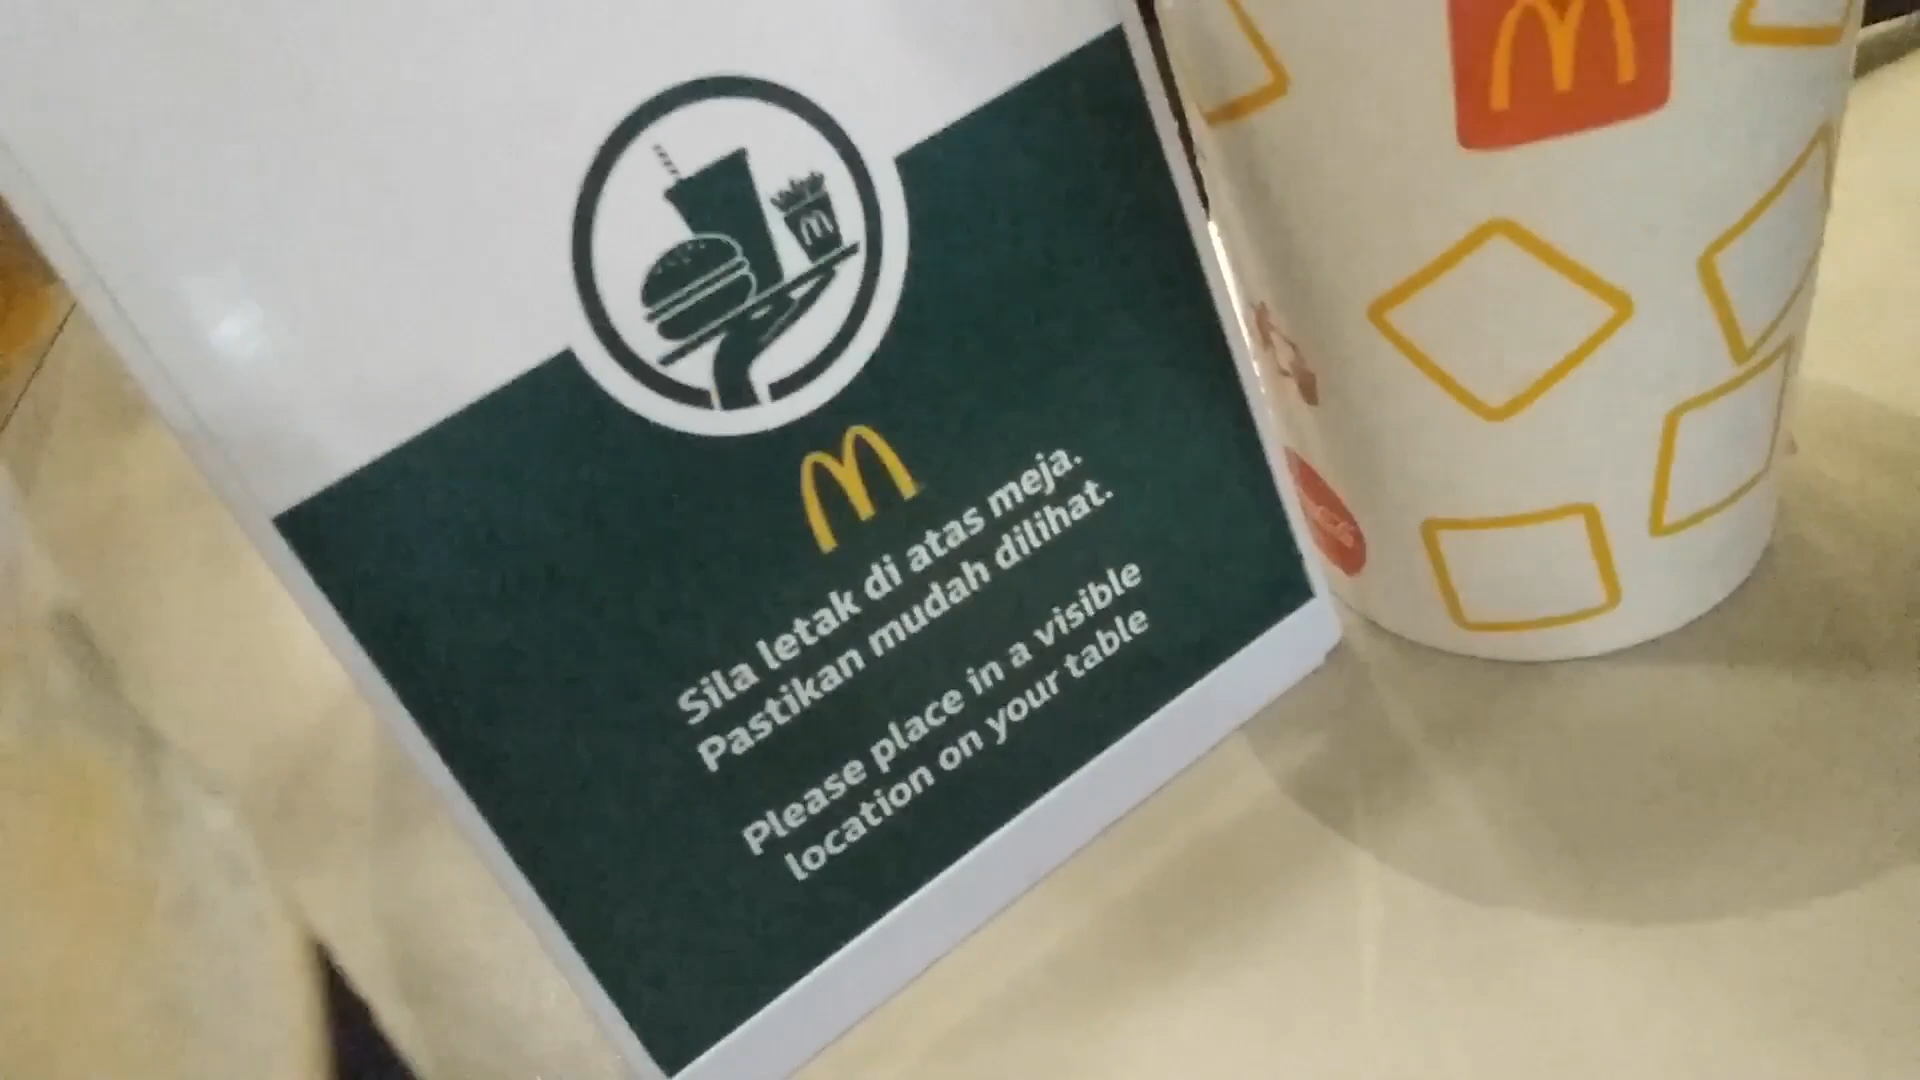 Sila letak di atas meja.
Pastikan mudah dilihat.
Please place in a visible
location on your table